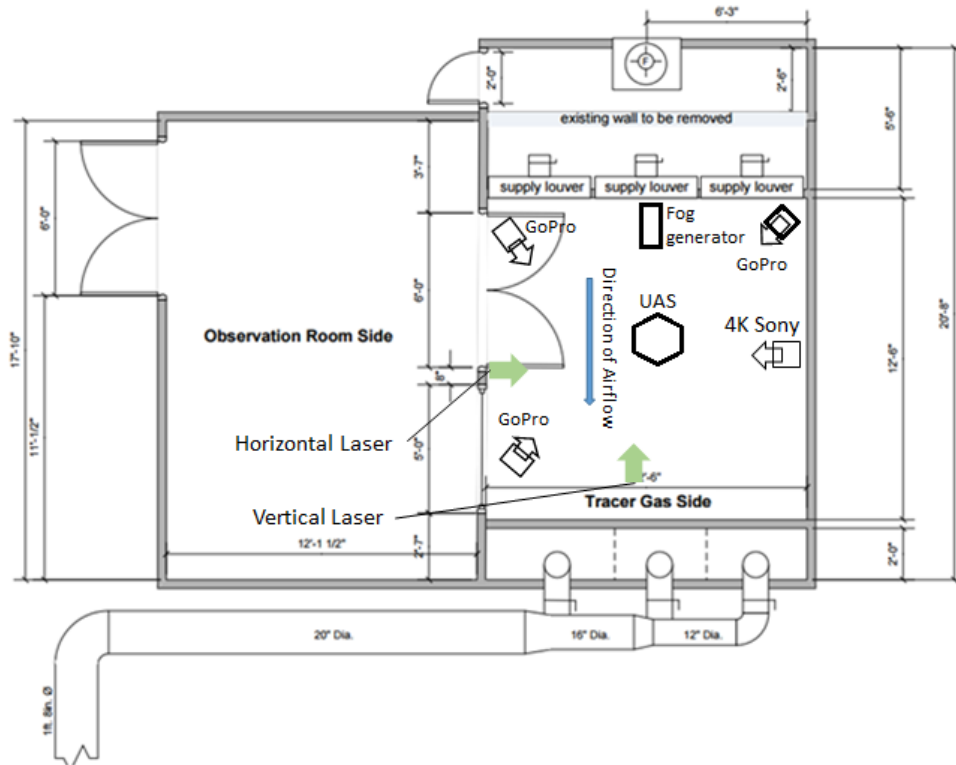 6'-3"
F
2'-0"
2'-6"
5'-6"
existing wall to be removed
3'-7"
supply louver
supply louver
supply louver
GoPro
Fog
generator
GoPro
6'-0"
6'-0"
Direction of Airflow
UAS
4K Sony
Observation Room Side
17'-10"
20'-8"
12'-6"
8"
GoPro
Horizontal Laser
11'-1/2"
5'-0"
'-6"
Tracer Gas Side
Vertical Laser
12'-1 1/2"
2'-7"
2'-0"
20" Dia.
16" Dia.
12" Dia.
1ft. 8in. Ø